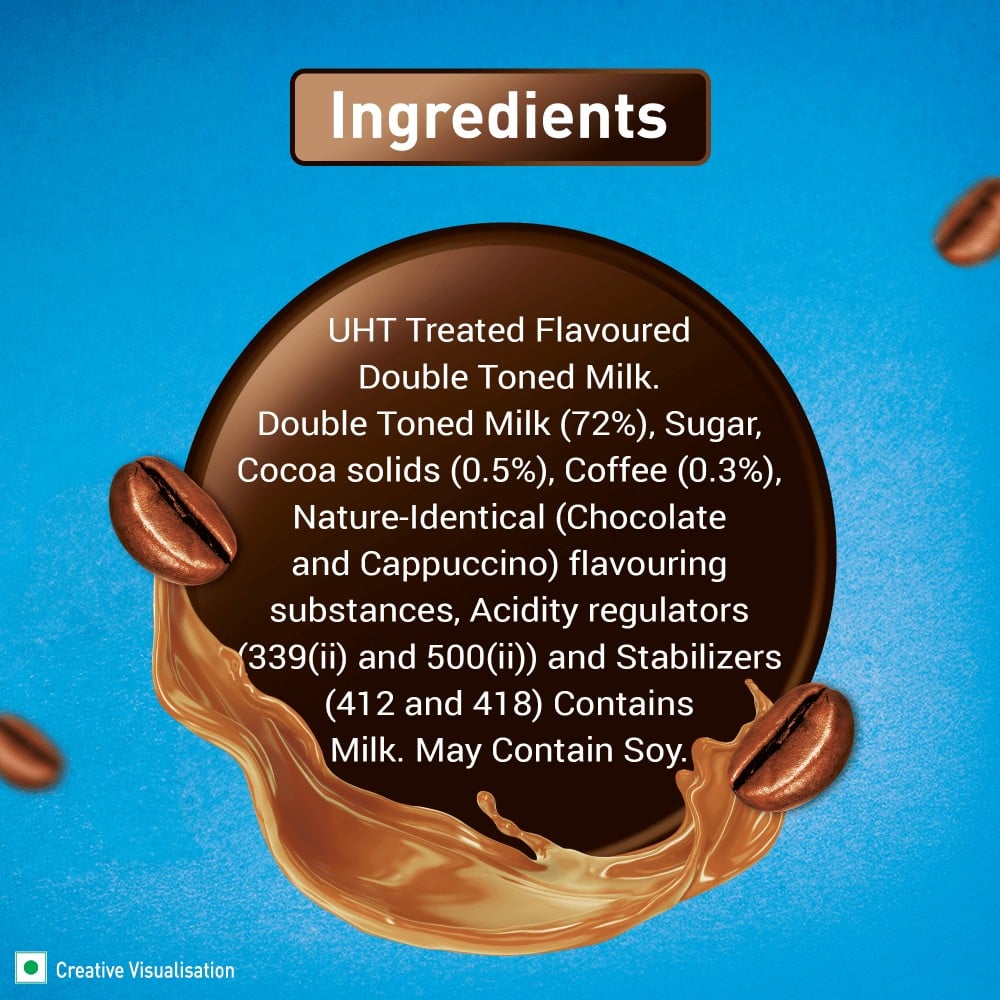 Ingredients
UHT Treated Flavoured
Double Toned Milk.
Double Toned Milk (72%), Sugar,
Cocoa solids (0.5%), Coffee (0.3%),
Nature-Identical (Chocolate
and Cappuccino) flavouring
substances, Acidity regulators
(339(ii) and 500(ii)) and Stabilizers
(412 and 418) Contains
Milk. May Contain Soy.
Creative Visualisation